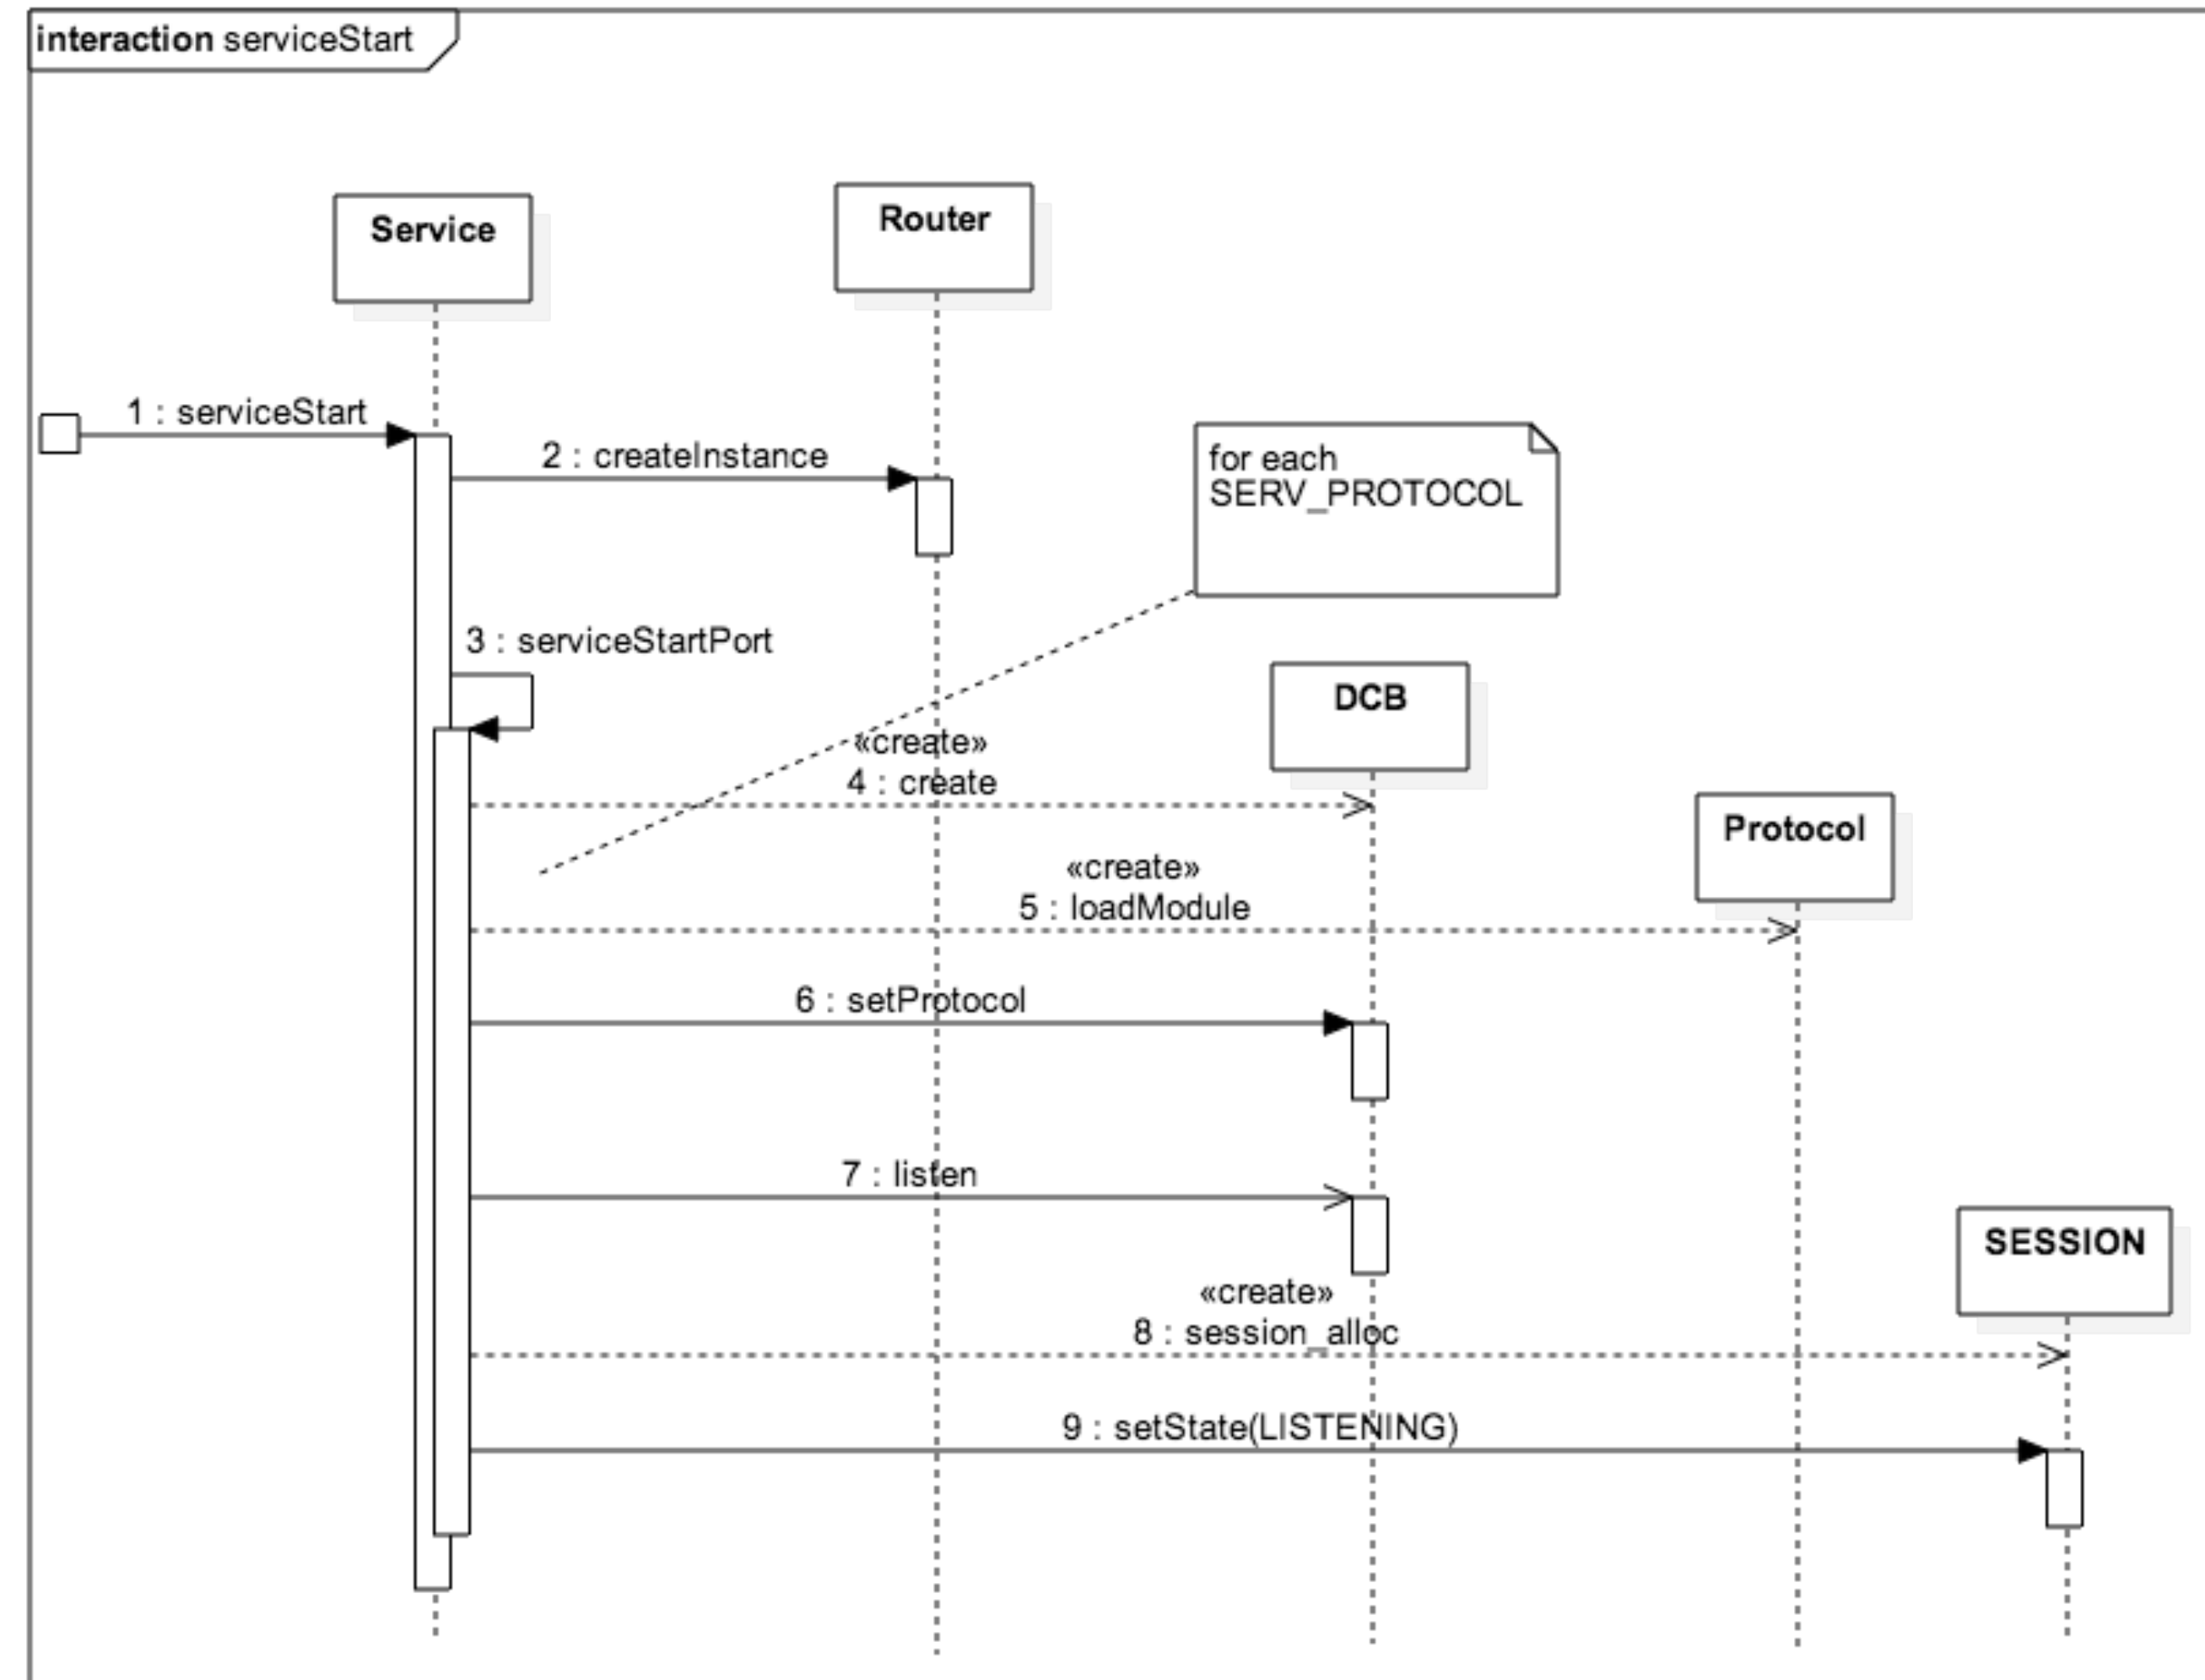 interaction serviceStart
Router
Service
1 : serviceStart
2 : createInstance
for each
SERV_PROTOCOL
3 : serviceStartPort
DCB
«create»
4 : create
Protocol
«create»
5 : loadModule
6 : setProtocol
7 : listen
SESSION
«create»
8 : session_alloc
9 : setState(LISTENING)